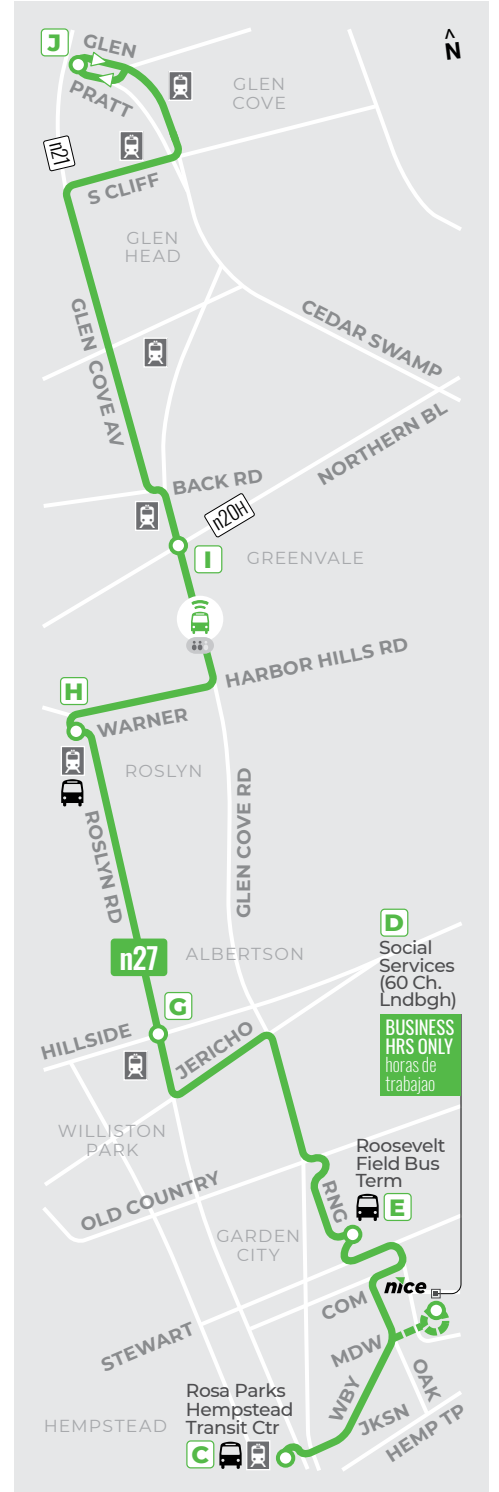 J
GLEN
PRATT
^
N
GLEN
COVE
n21
S CLIFF
GLEN
HEAD
GLEN COVE AV
CEDAR SWAMP
NORTHERN BL
BACK RD
n20H
I
GREENVALE
HARBOR HILLS RD
H
WARNER
ROSLYN
ROSLYN RD
GLEN COVE RD
n27
ALBERTSON
D
Social
Services
(60 Ch.
Lndbgh)
BUSINESS
HRS ONLY
horas de
trabajao
G
HILLSIDE
JERICHO
WILLISTON
PARK
Roosevelt
Field Bus
Term
E
OLD COUNTRY
RNG
GARDEN
CITY
nice
COM
STEWART
MDW
OAK
WBY
Rosa Parks
Hempstead
Transit Ctr
C
HEMPSTEAD
JKSN
HEMP TP